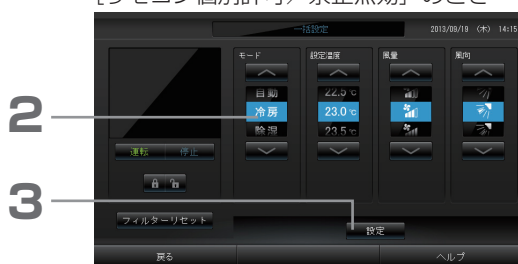 ［リモコン個別許可／禁止無効］のとき
一括設定
2013/09/19 （木） 14:15
モード
設定温度
風量
風向
自動
22.5℃
2
冷房
23.0℃
除湿
23.5℃
運転
停止
3
フィルターリセット
設定
戻る
ヘルプ